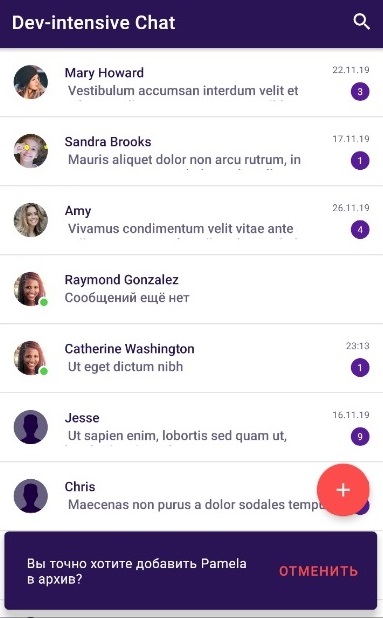 Dev-intensive Chat
Mary Howard
22.11.19
Vestibulum accumsan interdum velit et
3
Sandra Brooks
17.11.19
Mauris aliquet dolor non arcu rutrum, in
1
Amy
26.11.19
Vivamus condimentum velit vitae ante
4
Raymond Gonzalez
Сообщений ещё нет
Catherine Washington
23:13
Ut eget dictum nibh
1
Jesse
16.11.19
Ut sapien enim, lobortis sed quam ut,
9
Chris
Maecenas non purus a dolor sodales
Вы точно хотите добавить Pamela
в архив?
ОТМЕНИТЬ